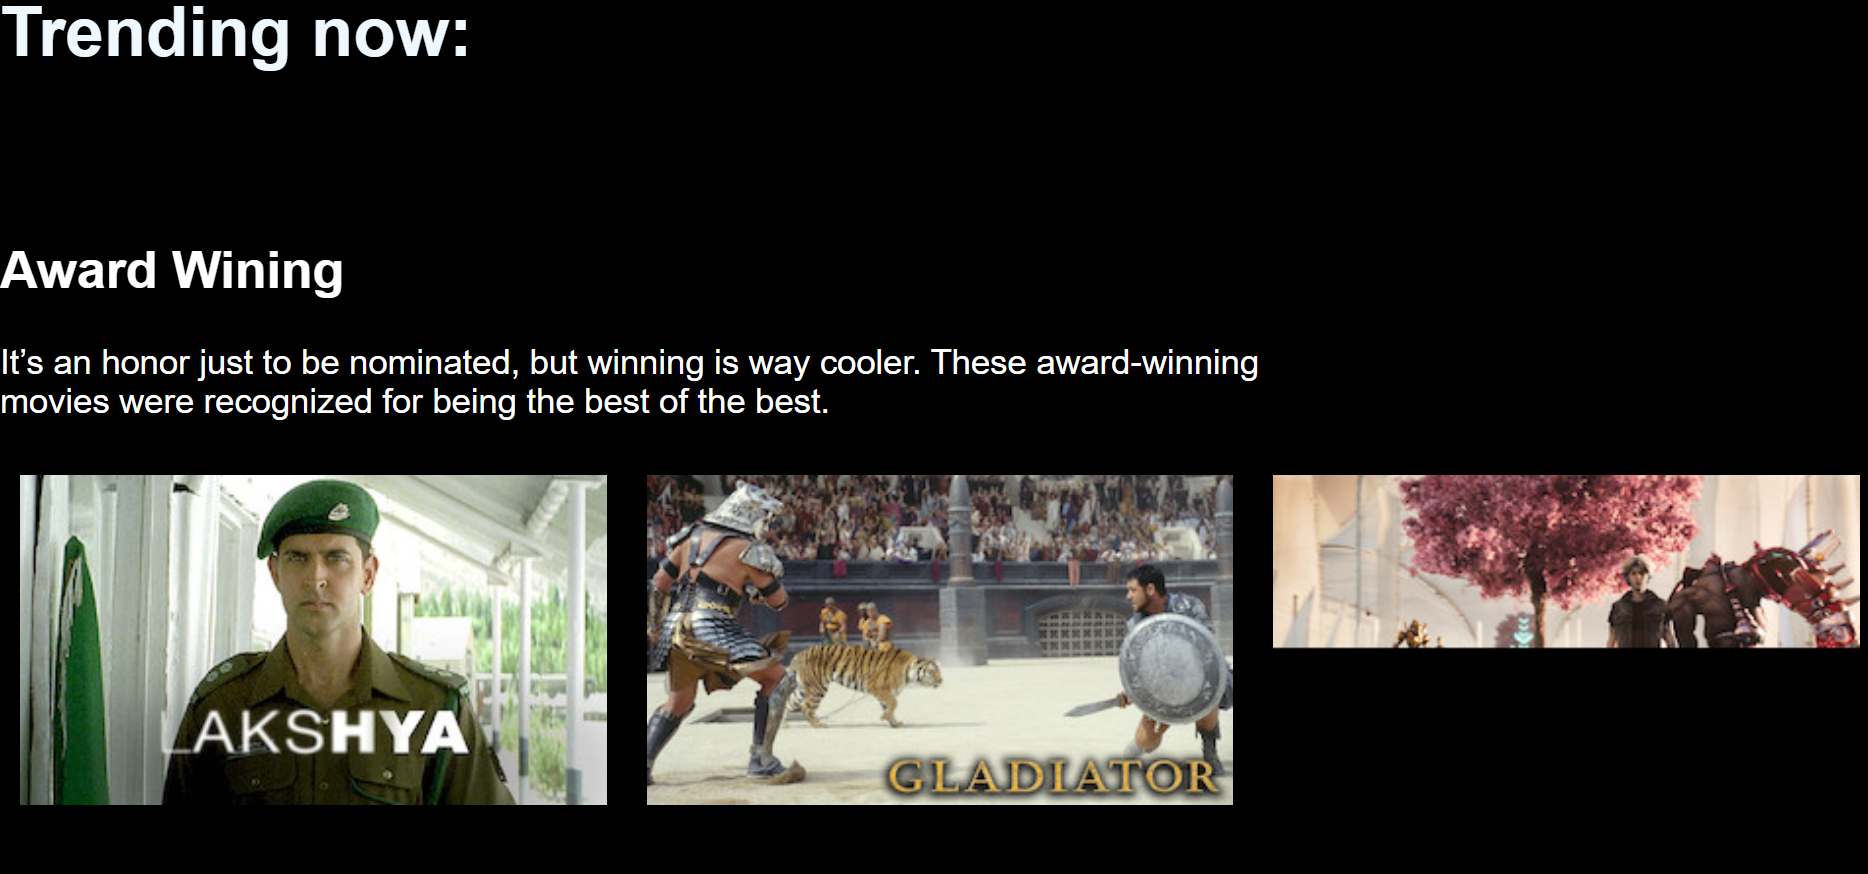 Trending now:
Award Wining
It’s an honor just to be nominated, but winning is way cooler. These award-winning
movies were recognized for being the best of the best.
LAKSHYA
GLADIATOR